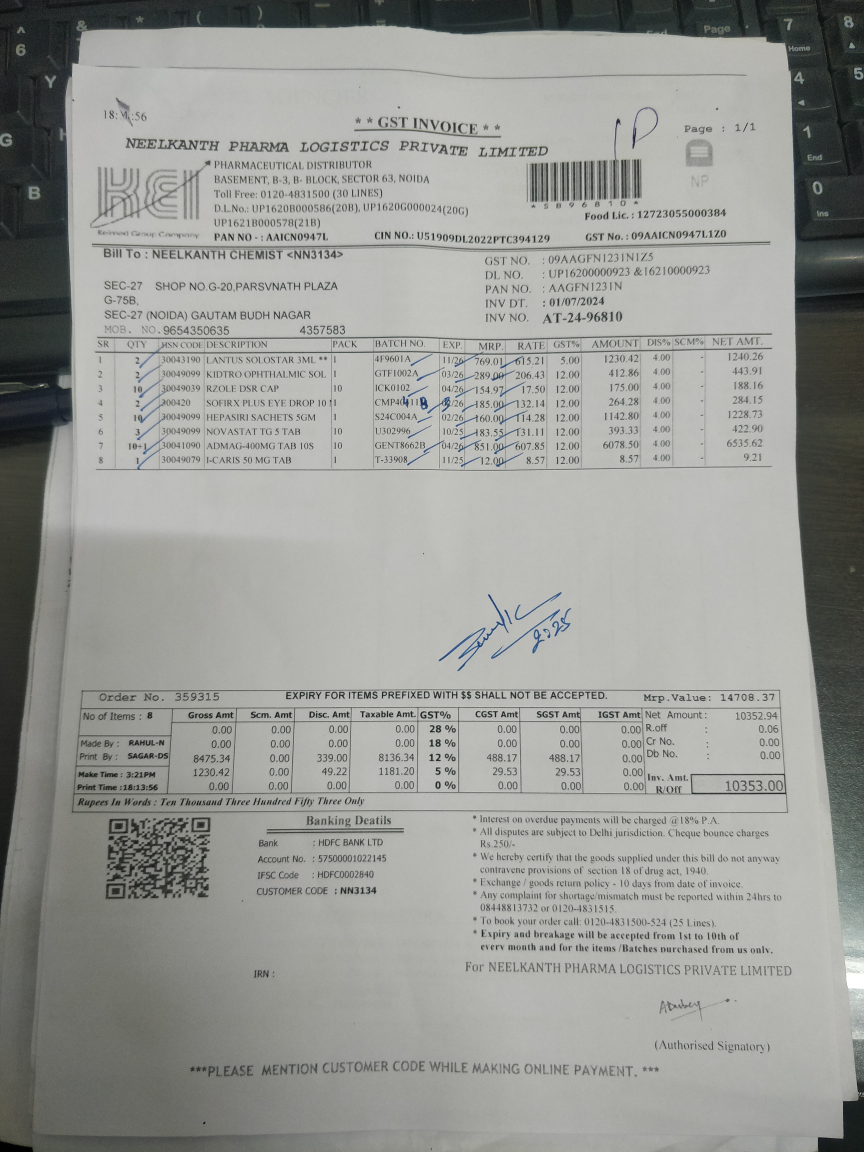 18: :56
* * GST INVOICE * *
Page : 1/1
NEELKANTH PHARMA LOGISTICS PRIVATE LIMITED
PHARMACEUTICAL DISTRIBUTOR
BASEMENT, B-3, B- BLOCK, SECTOR 63, NOIDA
Toll Free: 0120-4831500 (30 LINES)
D.L.No.: UP1620B000586(20B), UP1620G000024(20G)
UP1621B000578(21B)
KEI
Keimed Group Company
NP
*5896810*
Food Lic. : 12723055000384
PAN NO - : AAICN0947L CIN NO.: U51909DL2022PTC394129 GST No. : 09AAICN0947L1Z0
Bill To : NEELKANTH CHEMIST <NN3134>
SEC-27 SHOP NO.G-20,PARSVNATH PLAZA
G-75B,
SEC-27 (NOIDA) GAUTAM BUDH NAGAR
MOB. NO. 9654350635 4357583
GST NO. : 09AAGFN1231N1Z5
DL NO. : UP16200000923 &16210000923
PAN NO. : AAGFN1231N
INV DT. : 01/07/2024
INV NO. AT-24-96810
SR QTY HSN CODE DESCRIPTION PACK BATCH NO. EXP. MRP. RATE GST% AMOUNT DIS% SCM% NET AMT.
1 2 30043190 LANTUS SOLOSTAR 3ML ** 1 4F9601A 11/26 769.01 615.21 5.00 1230.42 4.00 - 1240.26
2 2 30049099 KIDTRO OPHTHALMIC SOL 1 GTF1002A 03/26 289.00 206.43 12.00 412.86 4.00 - 443.91
3 10 30049039 RZOLE DSR CAP 10 ICK0102 04/26 154.97 17.50 12.00 175.00 4.00 - 188.16
4 2 300420 SOFIRX PLUS EYE DROP 10 1 /26 185.00 132.14 12.00 264.28 4.00 - 284.15
5 10 30049099 HEPASIRI SACHETS 5GM 1 S24C004A 02/26 160.00 114.28 12.00 1142.80 4.00 - 1228.73
6 3 30049099 NOVASTAT TG 5 TAB 10 U302996 10/25 183.55 131.11 12.00 393.33 4.00 - 422.90
7 10+1 30041090 ADMAG-400MG TAB 10S 10 GENT8662B 04/26 851.00 607.85 12.00 6078.50 4.00 - 6535.62
8 1 30049079 I-CARIS 50 MG TAB 1 T-33908 11/25 12.00 8.57 12.00 8.57 4.00 - 9.21
2025
Order No. 359315 EXPIRY FOR ITEMS PREFIXED WITH $$ SHALL NOT BE ACCEPTED. Mrp.Value: 14708.37
No of Items : 8 Gross Amt Scm. Amt Disc. Amt Taxable Amt. GST% CGST Amt SGST Amt IGST Amt
0.00 0.00 0.00 0.00 28 % 0.00 0.00 0.00
0.00 0.00 0.00 0.00 18 % 0.00 0.00 0.00
8475.34 0.00 339.00 8136.34 12 % 488.17 488.17 0.00
1230.42 0.00 49.22 1181.20 5 % 29.53 29.53 0.00
0.00 0.00 0.00 0.00 0 % 0.00 0.00 0.00
Made By : RAHUL-N
Print By : SAGAR-DS
Make Time : 3:21PM
Print Time :18:13:56
Net Amount : 10352.94
R.off : 0.06
Cr No. : 0.00
Db No. : 0.00
Inv. Amt. R/Off 10353.00
Rupees In Words : Ten Thousand Three Hundred Fifty Three Only
Banking Deatils
Bank : HDFC BANK LTD
Account No. : 57500001022145
IFSC Code : HDFC0002840
CUSTOMER CODE : NN3134
IRN :
* Interest on overdue payments will be charged @18% P.A.
* All disputes are subject to Delhi jurisdiction. Cheque bounce charges
Rs.250/-
* We hereby certify that the goods supplied under this bill do not anyway
contravene provisions of section 18 of drug act, 1940.
* Exchange / goods return policy - 10 days from date of invoice.
* Any complaint for shortage/mismatch must be reported within 24hrs to
08448813732 or 0120-4831515.
* To book your order call: 0120-4831500-524 (25 Lines).
* Expiry and breakage will be accepted from 1st to 10th of
every month and for the items /Batches purchased from us only.
For NEELKANTH PHARMA LOGISTICS PRIVATE LIMITED
(Authorised Signatory)
***PLEASE MENTION CUSTOMER CODE WHILE MAKING ONLINE PAYMENT. ***